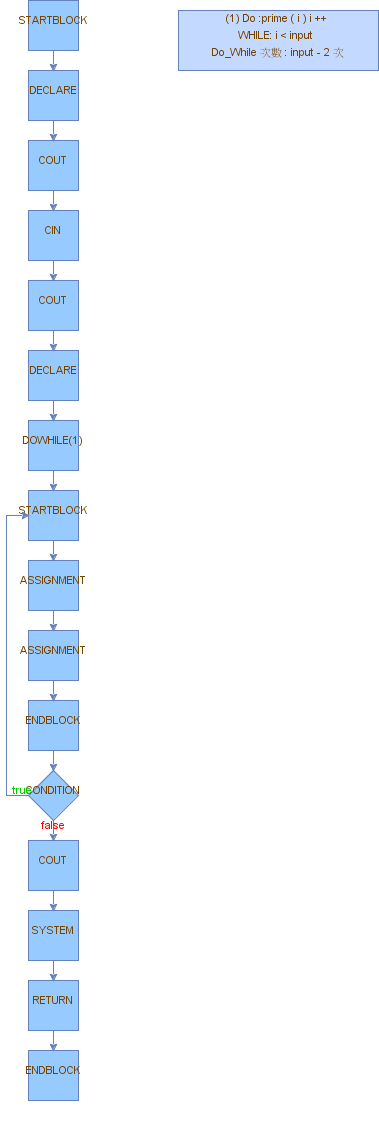 STARTBLOCK
(1) Do :prime ( i ) i ++
WHILE: i < input
Do_While 次數 : input - 2 次
DECLARE
COUT
CIN
COUT
DECLARE
DOWHILE(1)
STARTBLOCK
ASSIGNMENT
ASSIGNMENT
ENDBLOCK
true
CONDITION
false
COUT
SYSTEM
RETURN
ENDBLOCK